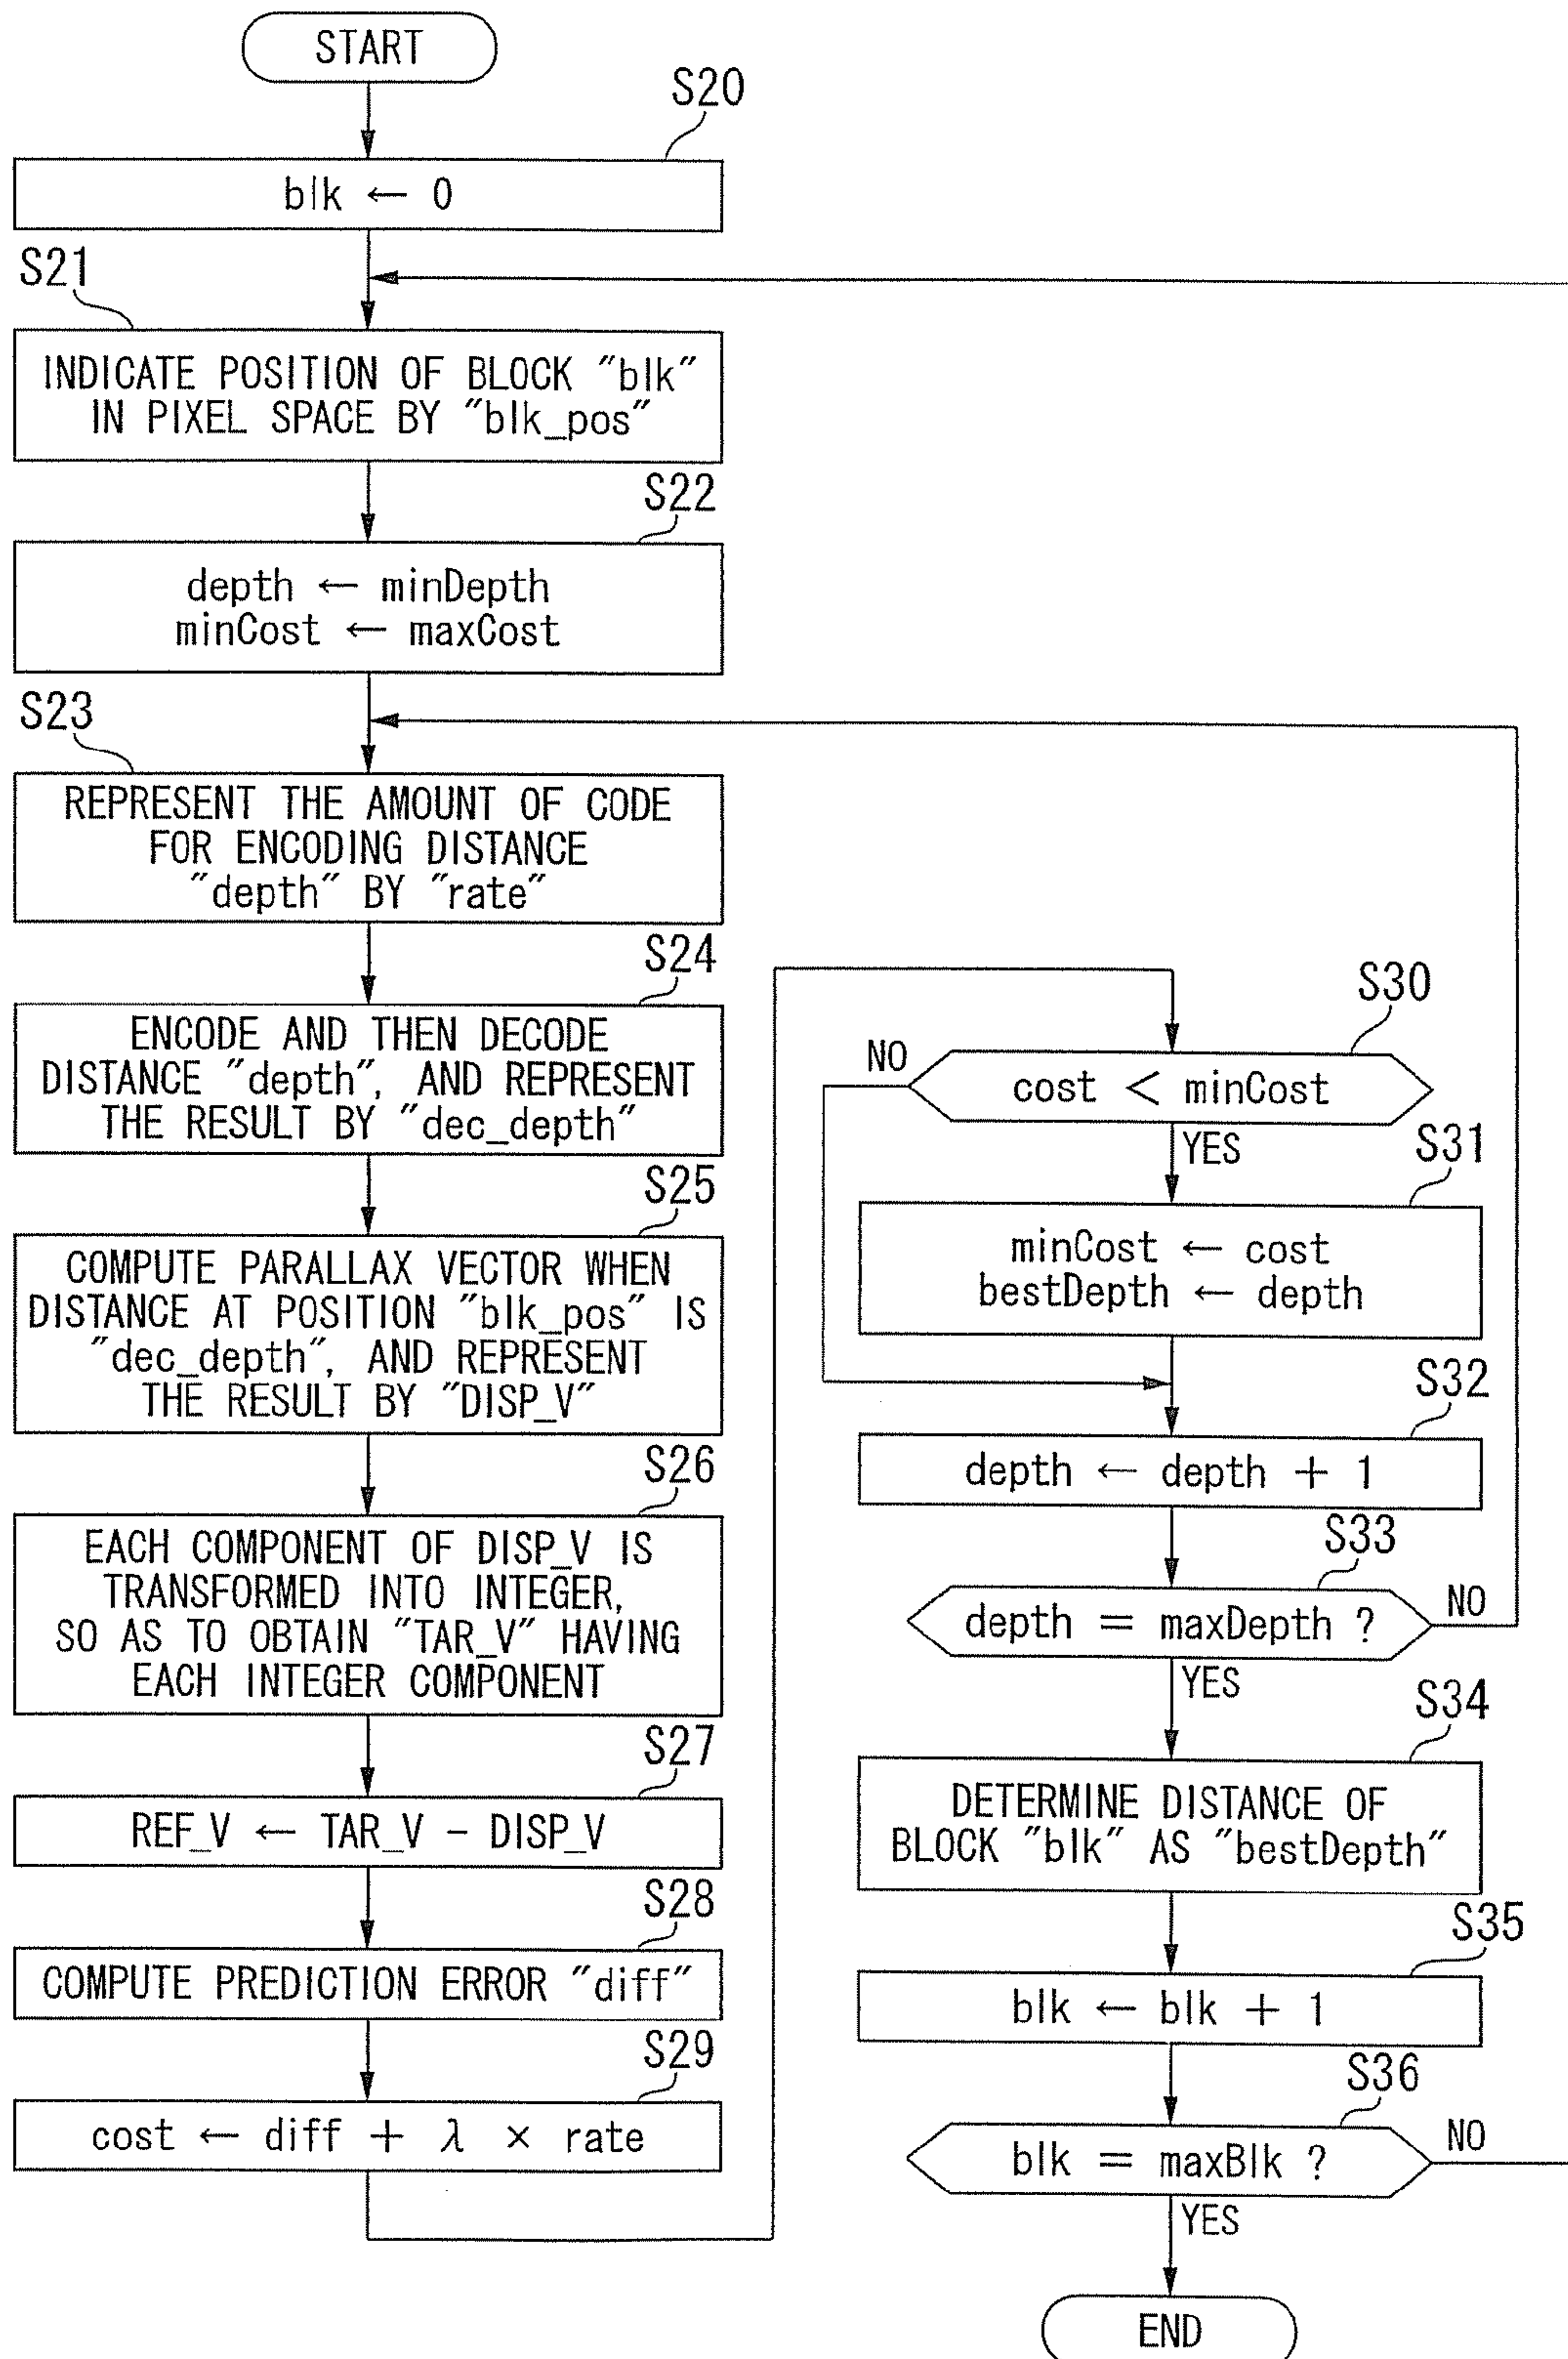 START
S20
blk ← 0
S21
INDICATE POSITION OF BLOCK "blk"
IN PIXEL SPACE BY "blk_pos"
S22
depth ← minDepth
minCost ← maxCost
S23
REPRESENT THE AMOUNT OF CODE
FOR ENCODING DISTANCE
"depth" BY "rate"
S24
ENCODE AND THEN DECODE
DISTANCE "depth", AND REPRESENT
THE RESULT BY "dec_depth"
S25
COMPUTE PARALLAX VECTOR WHEN
DISTANCE AT POSITION "blk_pos" IS
"dec_depth", AND REPRESENT
THE RESULT BY "DISP_V"
S26
EACH COMPONENT OF DISP_V IS
TRANSFORMED INTO INTEGER,
SO AS TO OBTAIN "TAR_V" HAVING
EACH INTEGER COMPONENT
S27
REF_V ← TAR_V - DISP_V
S28
COMPUTE PREDICTION ERROR "diff"
S29
cost ← diff + λ × rate
S30
NO
cost < minCost
YES
S31
minCost ← cost
bestDepth ← depth
S32
depth ← depth + 1
S33
depth = maxDepth ?
NO
YES
S34
DETERMINE DISTANCE OF
BLOCK "blk" AS "bestDepth"
S35
blk ← blk + 1
S36
blk = maxBlk ?
NO
YES
END